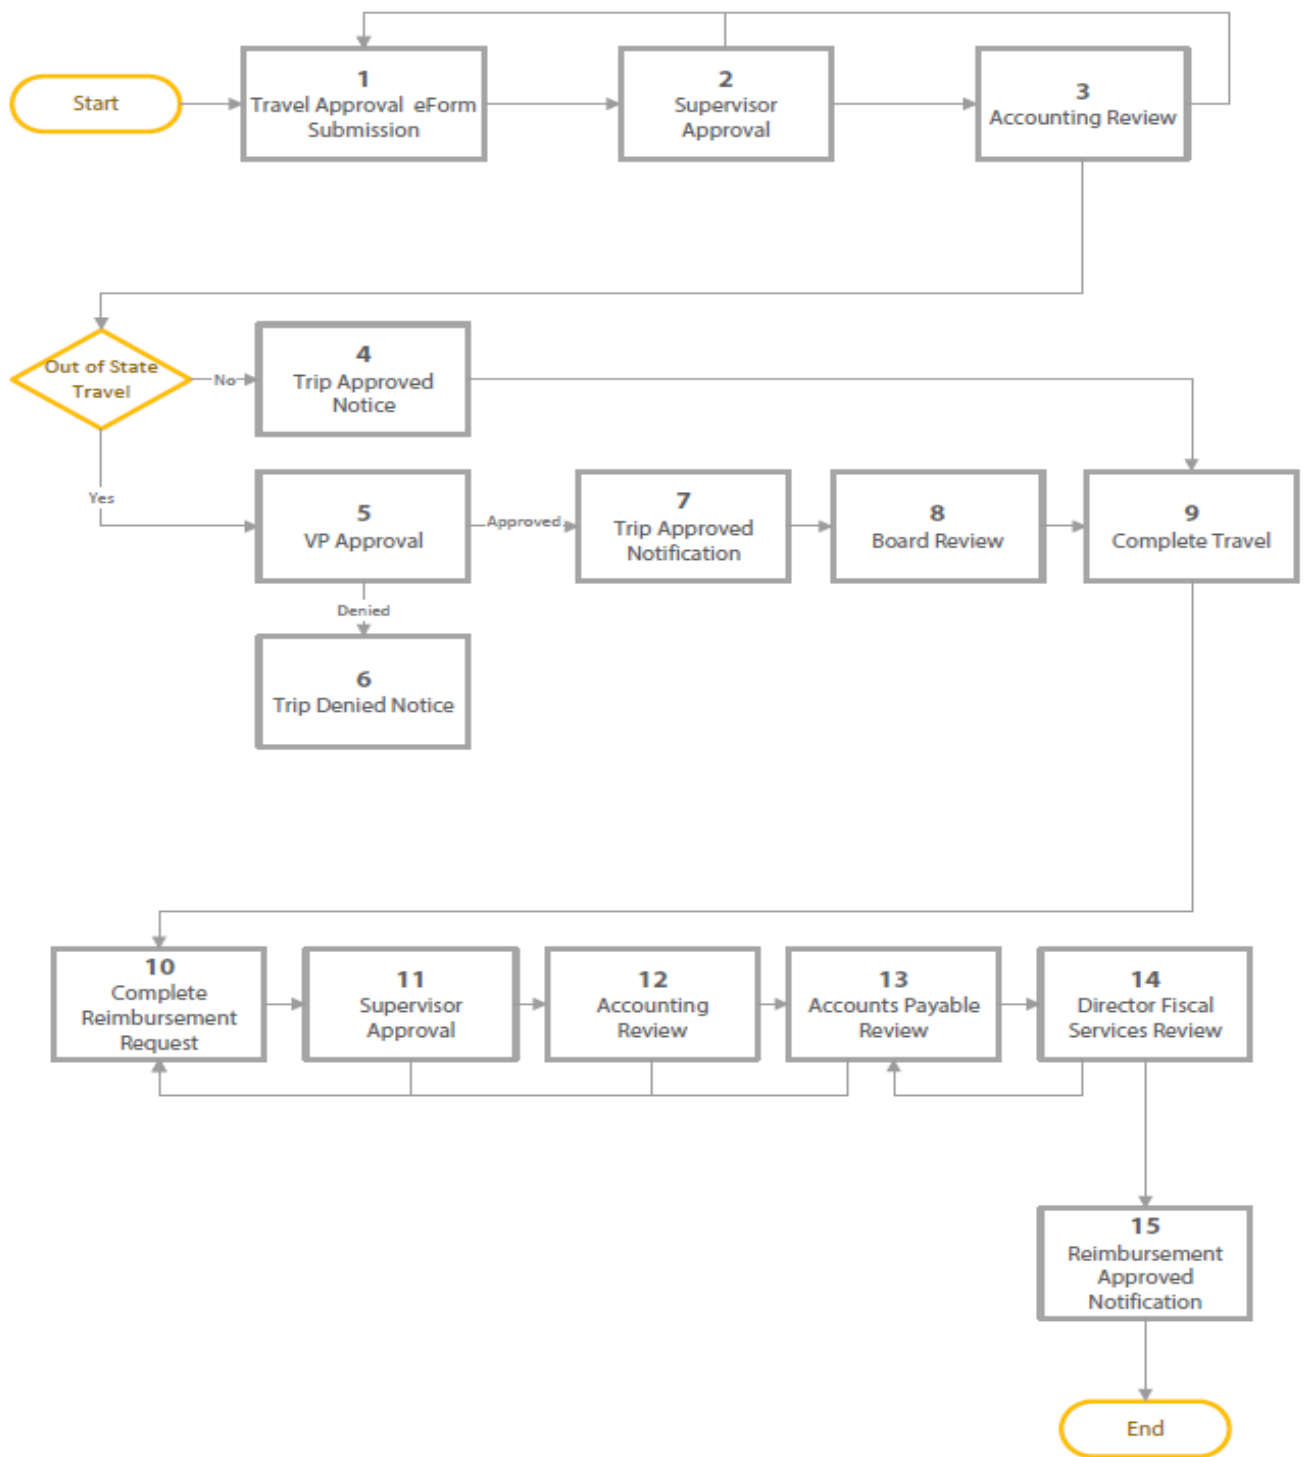 Start
1
Travel Approval eForm
Submission
2
Supervisor
Approval
3
Accounting Review
Out of State
Travel
No
4
Trip Approved
Notice
Yes
5
VP Approval
Approved
7
Trip Approved
Notification
8
Board Review
9
Complete Travel
Denied
6
Trip Denied Notice
10
Complete
Reimbursement
Request
11
Supervisor
Approval
12
Accounting
Review
13
Accounts Payable
Review
14
Director Fiscal
Services Review
15
Reimbursement
Approved
Notification
End